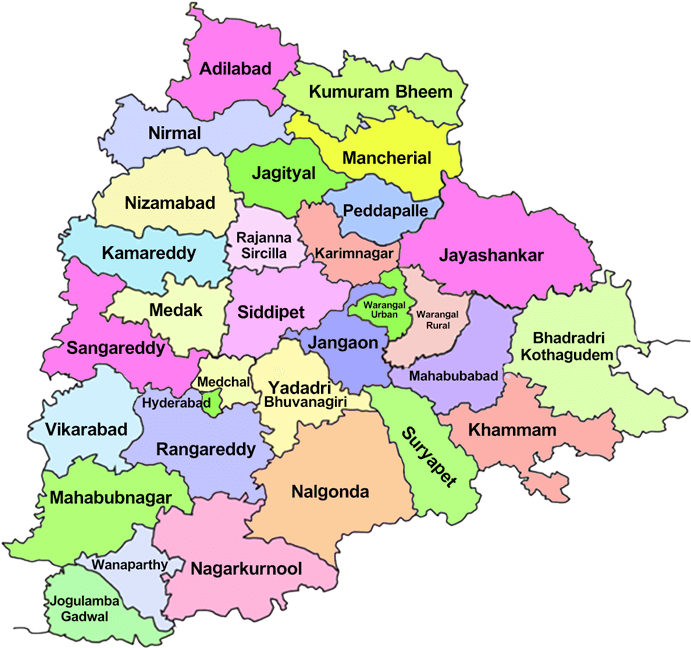 Adilabad
Kumuram Bheem
Nirmal
Mancherial
Jagityal
Nizamabad
Peddapalle
Rajanna
Sircilla
Karimnagar
Kamareddy
Jayashankar
Medak
Siddipet
Warangal
Urban
Warangal
Rural
Sangareddy
Jangaon
Bhadradri
Kothagudem
Mahabubabad
Medchal
Yadadri
Bhuvanagiri
Hyderabad
Vikarabad
Rangareddy
Suryapet
Khammam
Mahabubnagar
Nalgonda
Wanaparthy
Nagarkurnool
Jogulamba
Gadwal